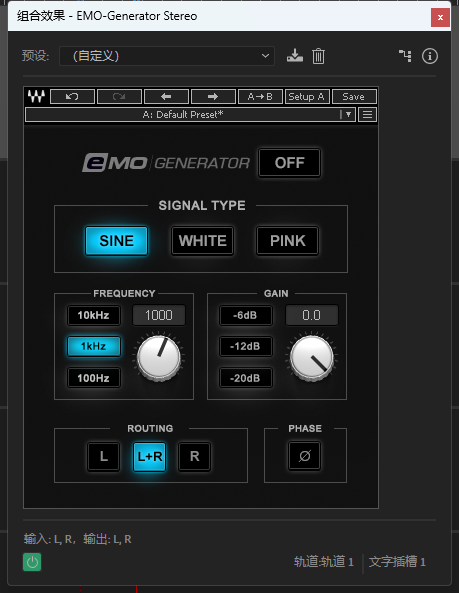 组合效果 - EMO-Generator Stereo
x
预设: (自定义)
A→B Setup A Save
A: Default Preset*
eMO GENERATOR OFF
SIGNAL TYPE
SINE WHITE PINK
FREQUENCY GAIN
10kHz 1000 -6dB 0.0
1kHz -12dB
100Hz -20dB
ROUTING PHASE
L L+R R Ø
输入: L, R, 输出: L, R
轨道:轨道 1 文字插槽 1